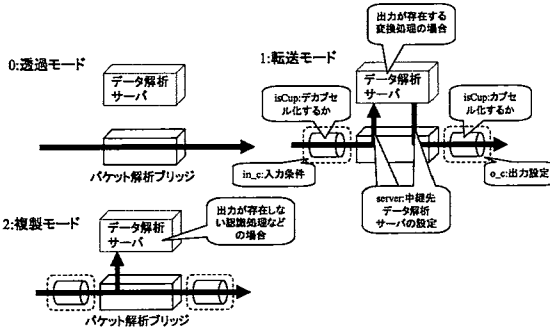 0:透過モード
データ解析
サーバ
パケット解析ブリッジ
1:転送モード
出力が存在する
変換処理の場合
データ解析
サーバ
isCup:デカプセ
ル化するか
isCup:カプセ
ル化するか
in_c:入力条件
o_c:出力設定
server:中継先
データ解析
サーバの設定
2:複製モード
データ解析
サーバ
出力が存在しな
い認識処理など
の場合
パケット解析ブリッジ